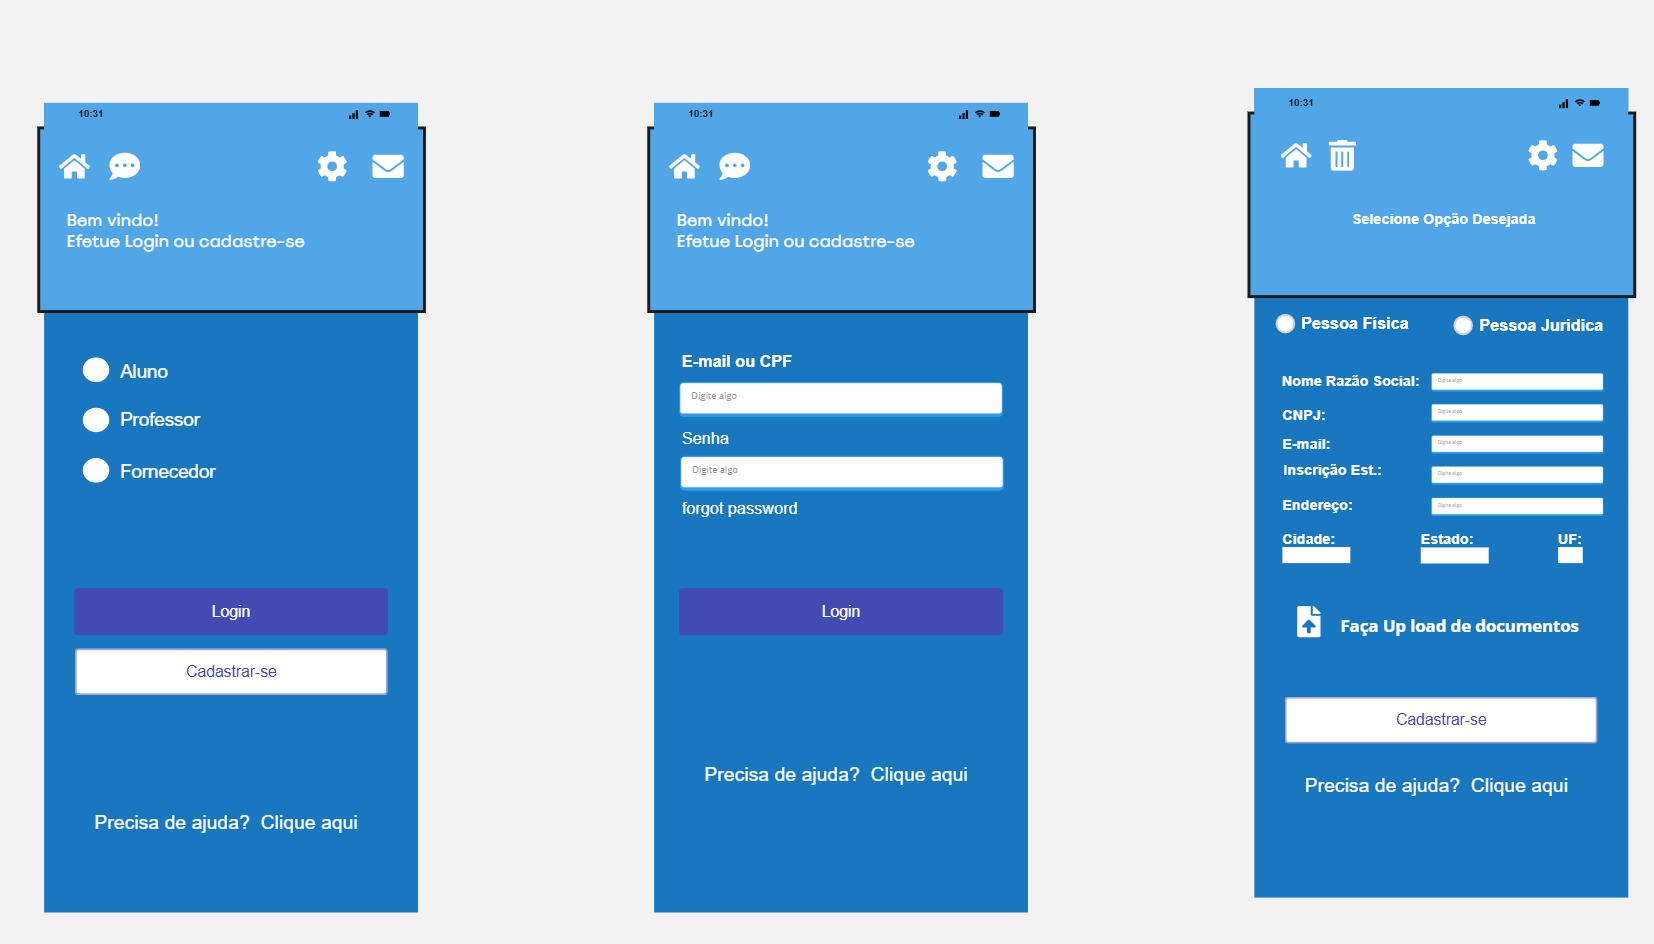 10:31
Bem vindo!
Efetue Login ou cadastre-se
Aluno
Professor
Fornecedor
Login
Cadastrar-se
Precisa de ajuda?  Clique aqui
10:31
Bem vindo!
Efetue Login ou cadastre-se
E-mail ou CPF
Digite algo
Senha
Digite algo
forgot password
Login
Precisa de ajuda?  Clique aqui
10:31
Selecione Opção Desejada
Pessoa Física
Pessoa Juridica
Nome Razão Social:
Digite algo
CNPJ:
Digite algo
E-mail:
Digite algo
Inscrição Est.:
Digite algo
Endereço:
Digite algo
Cidade:
Estado:
UF:
Faça Up load de documentos
Cadastrar-se
Precisa de ajuda?  Clique aqui